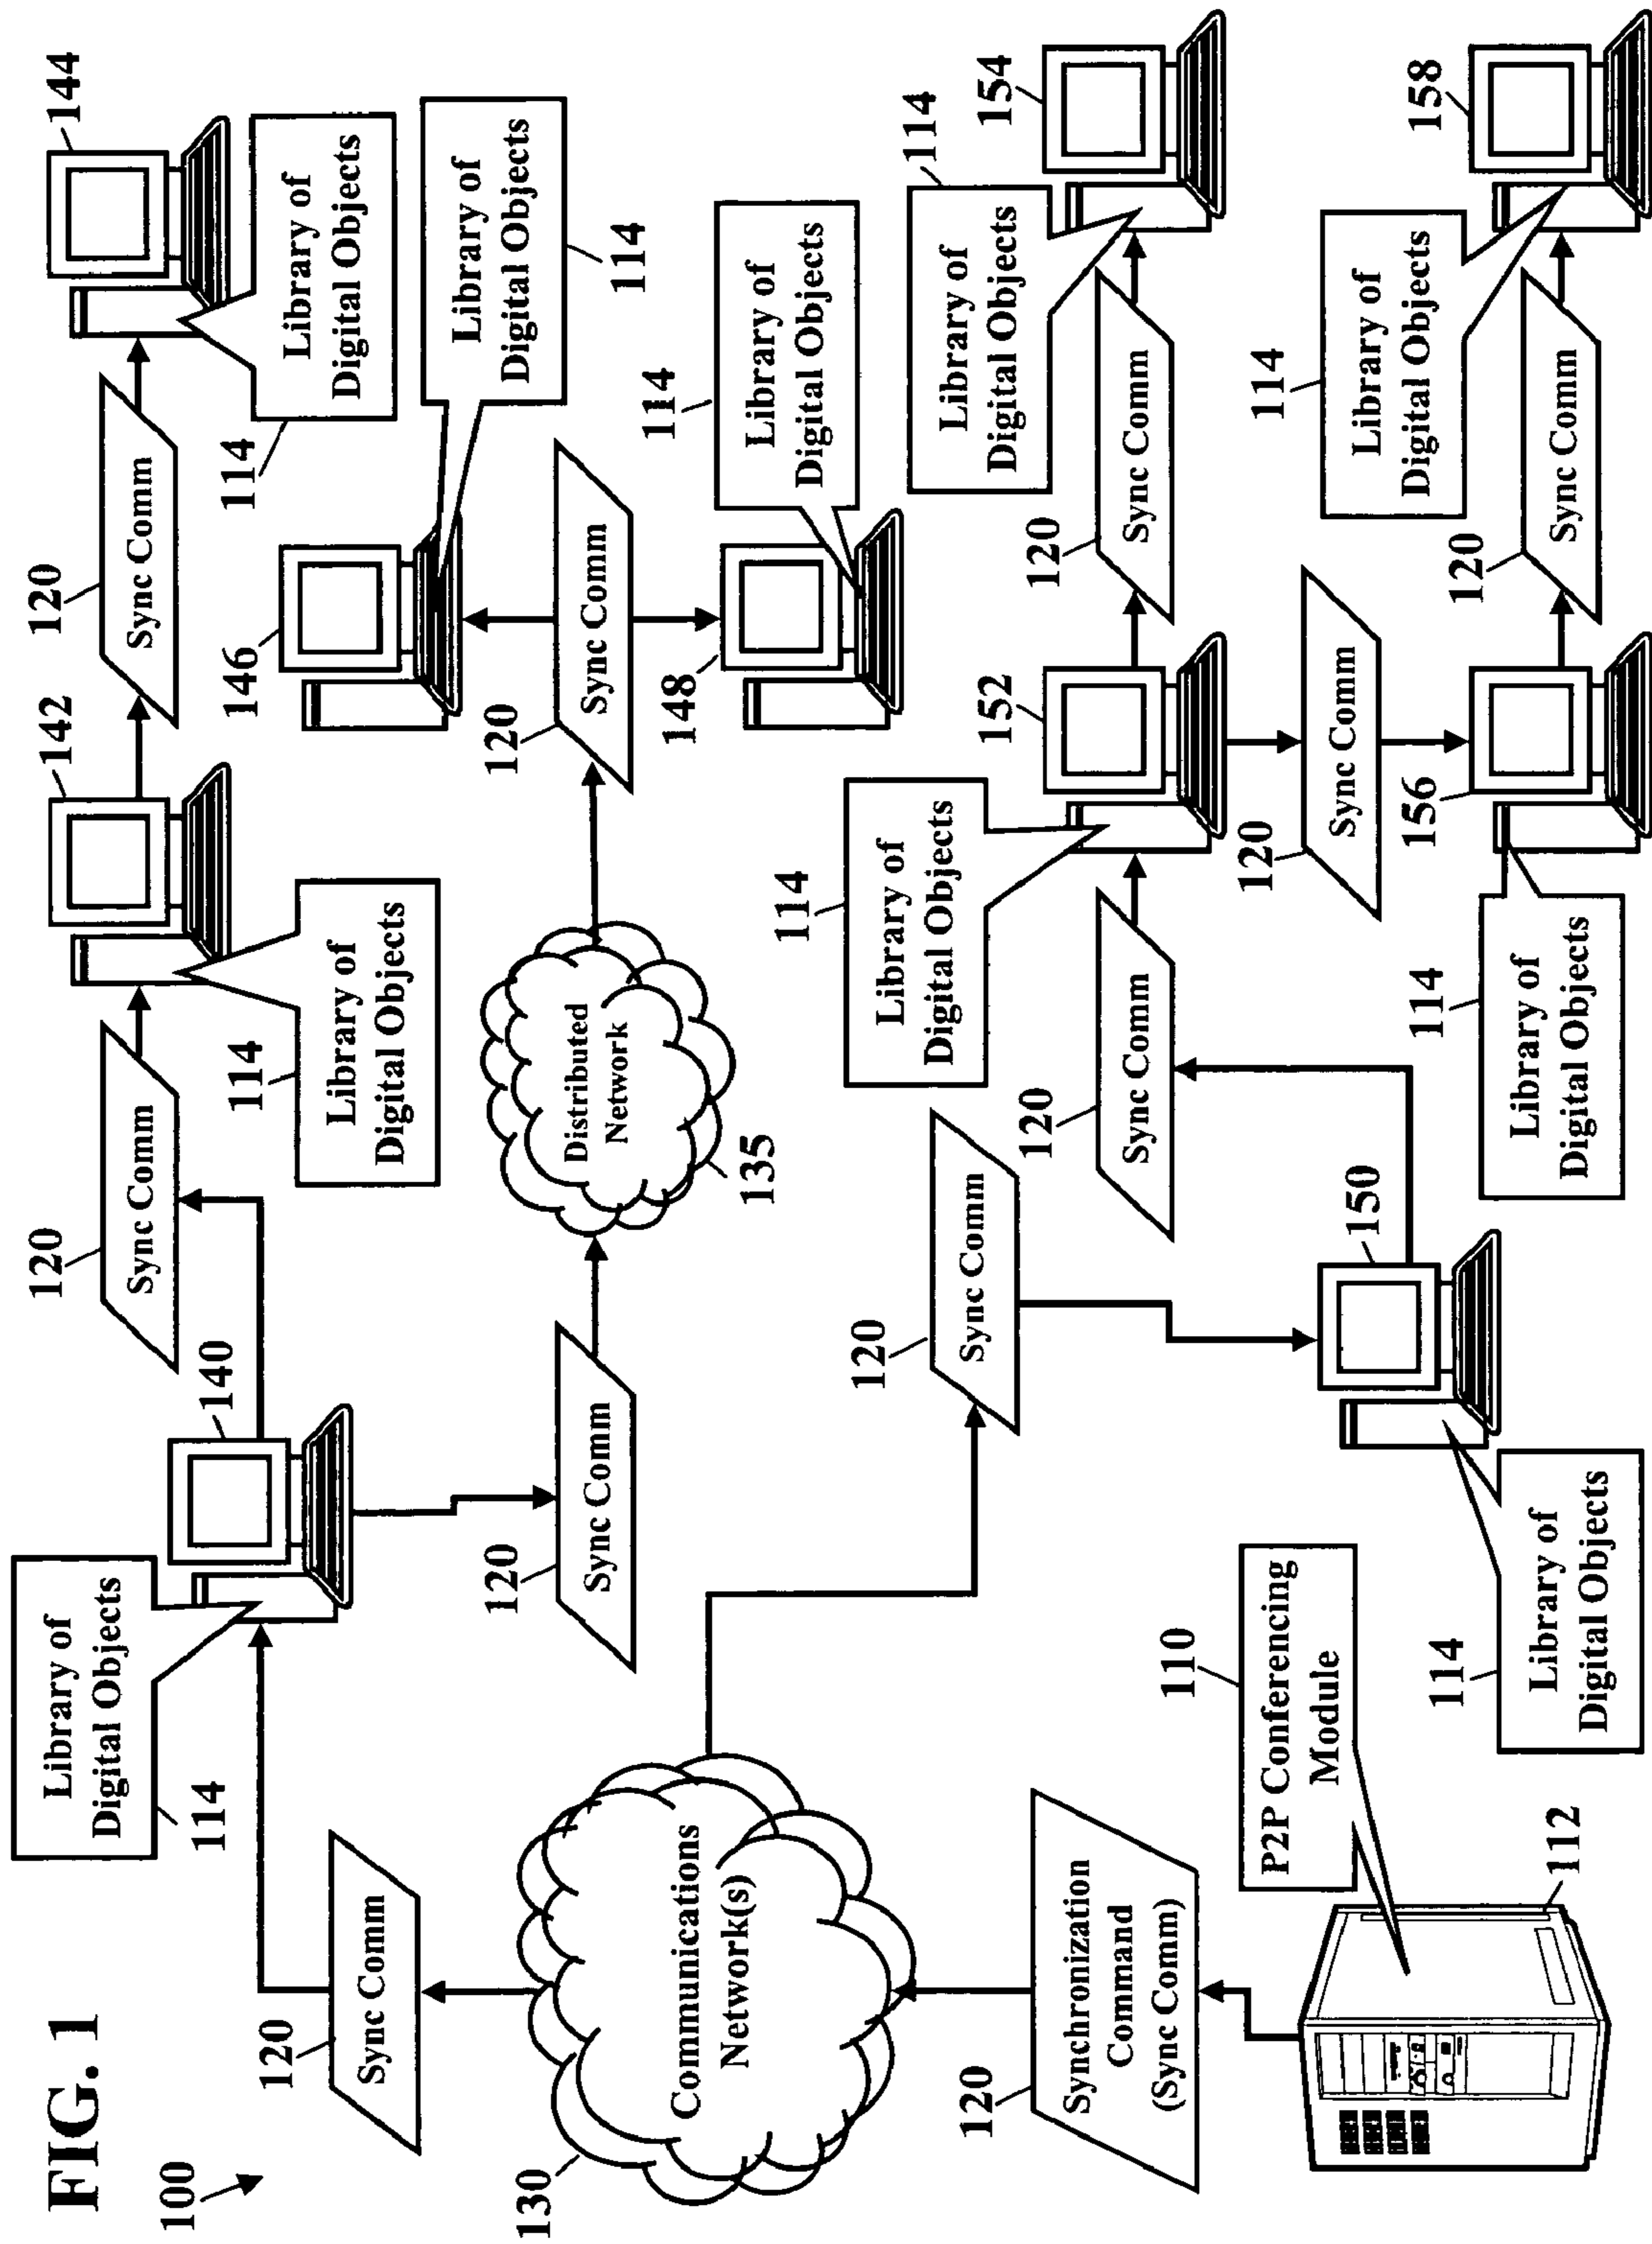 FIG. 1
100
120
Sync Comm
Library of
Digital Objects
114
140
120
Sync Comm
142
114
Library of
Digital Objects
120
Sync Comm
144
114
Library of
Digital Objects
130
Communications
Network(s)
120
Sync Comm
Distributed
Network
135
120
Sync Comm
146
Library of
Digital Objects
114
148
114
Library of
Digital Objects
120
Synchronization
Command
(Sync Comm)
120
Sync Comm
120
Sync Comm
114
Library of
Digital Objects
152
120
Sync Comm
114
Library of
Digital Objects
154
110
P2P Conferencing
Module
112
150
114
Library of
Digital Objects
120
Sync Comm
156
114
Library of
Digital Objects
120
Sync Comm
114
Library of
Digital Objects
158